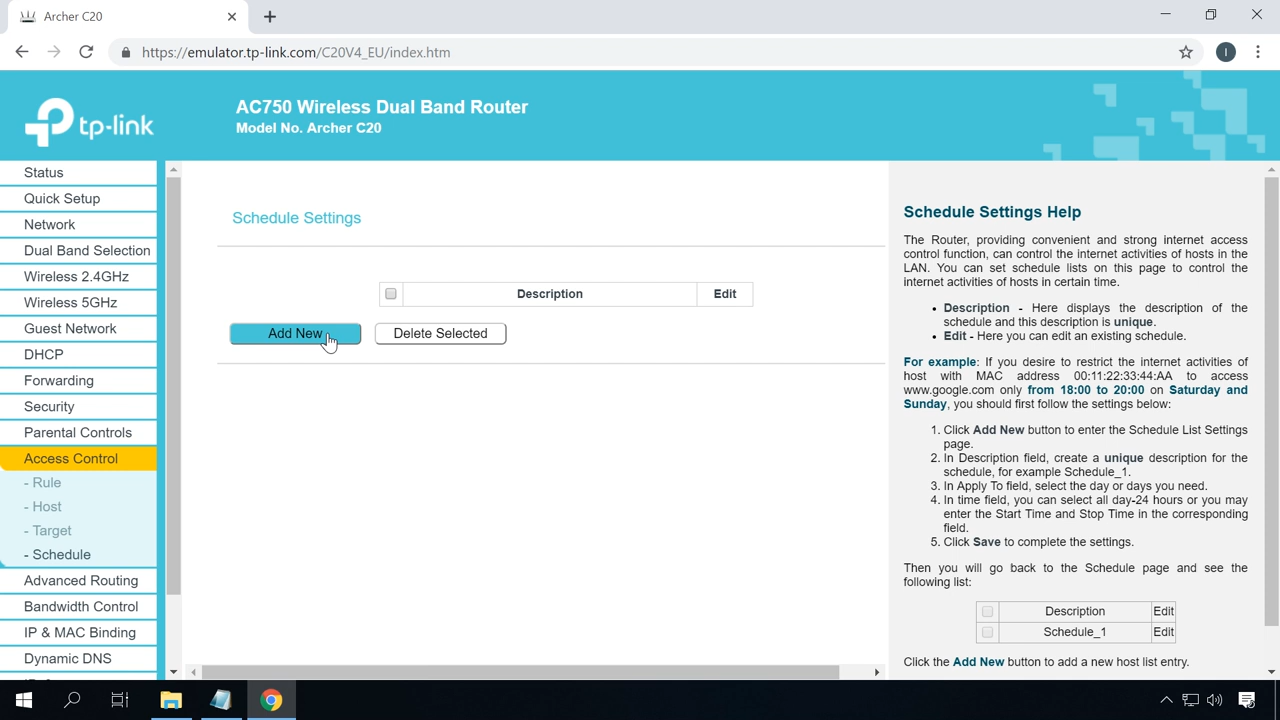 Archer C20
https://emulator.tp-link.com/C20V4_EU/index.htm
I
tp-link
AC750 Wireless Dual Band Router
Model No. Archer C20
Status
Quick Setup
Network
Dual Band Selection
Wireless 2.4GHz
Wireless 5GHz
Guest Network
DHCP
Forwarding
Security
Parental Controls
Access Control
- Rule
- Host
- Target
- Schedule
Advanced Routing
Bandwidth Control
IP & MAC Binding
Dynamic DNS
Schedule Settings
Description Edit
Add New Delete Selected
Schedule Settings Help
The Router, providing convenient and strong internet access
control function, can control the internet activities of hosts in the
LAN. You can set schedule lists on this page to control the
internet activities of hosts in certain time.
• Description - Here displays the description of the
schedule and this description is unique.
• Edit - Here you can edit an existing schedule.
For example: If you desire to restrict the internet activities of
host with MAC address 00:11:22:33:44:AA to access
www.google.com only from 18:00 to 20:00 on Saturday and
Sunday, you should first follow the settings below:
1. Click Add New button to enter the Schedule List Settings
page.
2. In Description field, create a unique description for the
schedule, for example Schedule_1.
3. In Apply To field, select the day or days you need.
4. In time field, you can select all day-24 hours or you may
enter the Start Time and Stop Time in the corresponding
field.
5. Click Save to complete the settings.
Then you will go back to the Schedule page and see the
following list:
Description Edit
Schedule_1 Edit
Click the Add New button to add a new host list entry.